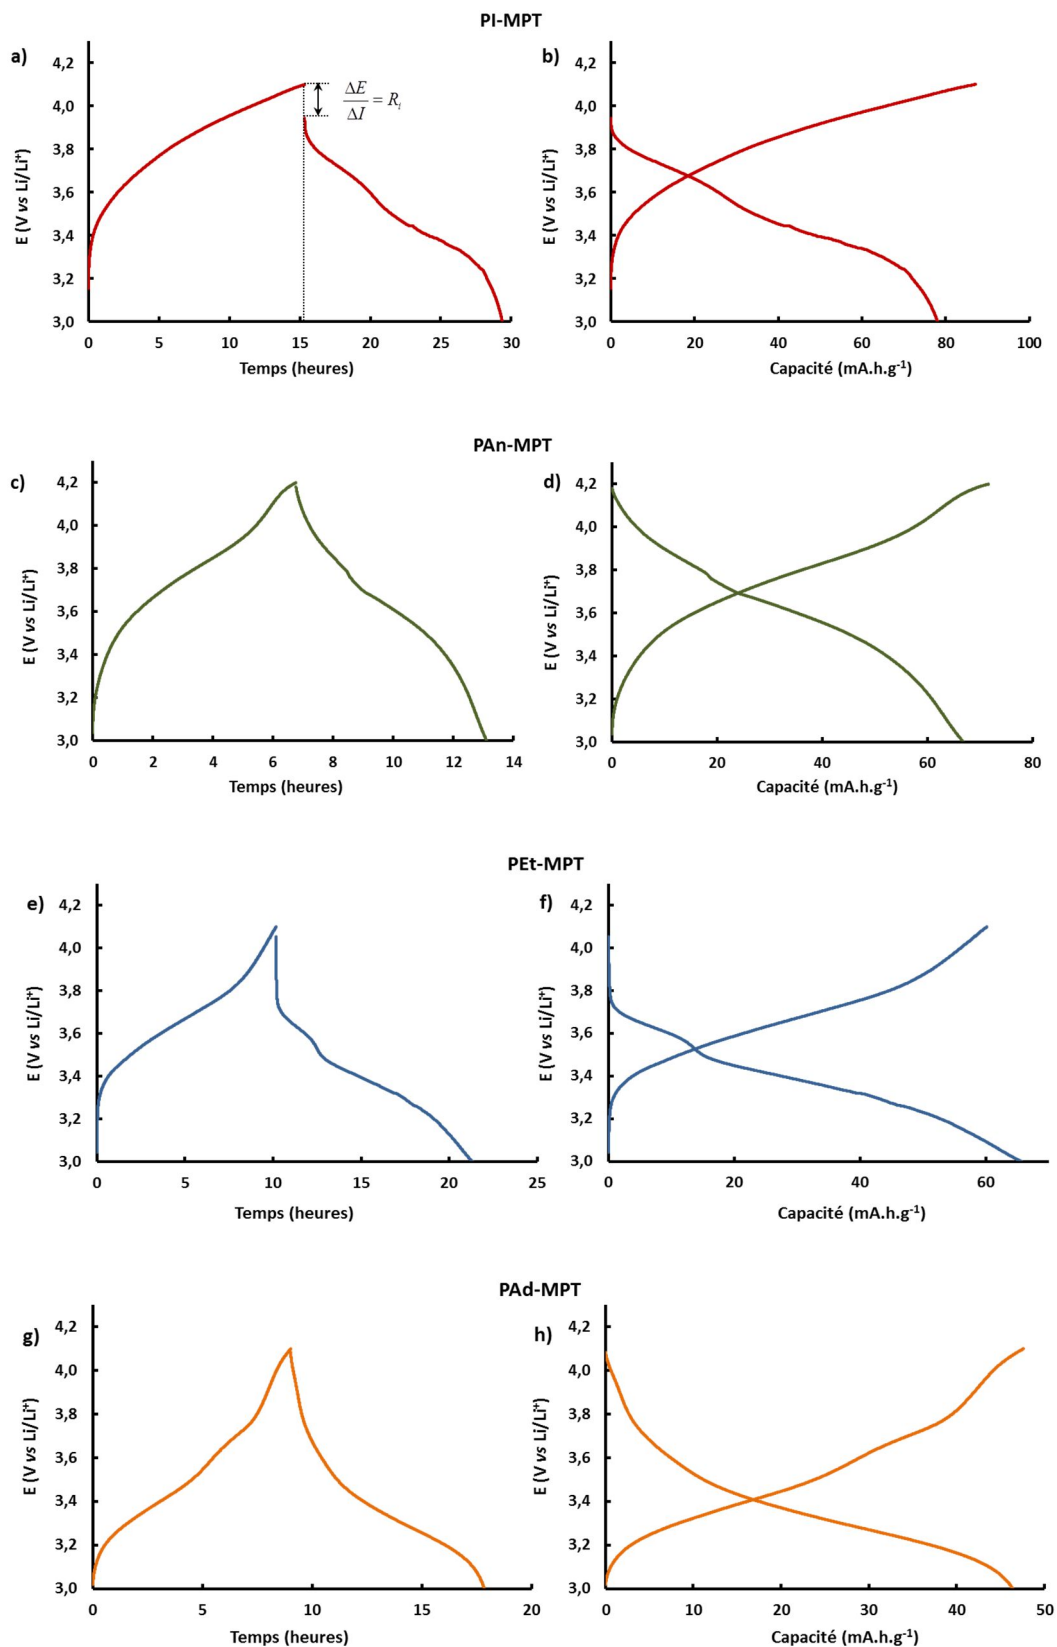 PI-MPT
a)
E (V vs Li/Li⁺)
4,2
4,0
3,8
3,6
3,4
3,2
3,0
ΔE/ΔI = Rᵢ
0 5 10 15 20 25 30
Temps (heures)
b)
E (V vs Li/Li⁺)
4,2
4,0
3,8
3,6
3,4
3,2
3,0
0 20 40 60 80 100
Capacité (mA.h.g⁻¹)
PAn-MPT
c)
E (V vs Li/Li⁺)
4,2
4,0
3,8
3,6
3,4
3,2
3,0
0 2 4 6 8 10 12 14
Temps (heures)
d)
E (V vs Li/Li⁺)
4,2
4,0
3,8
3,6
3,4
3,2
3,0
0 20 40 60 80
Capacité (mA.h.g⁻¹)
PEt-MPT
e)
E (V vs Li/Li⁺)
4,2
4,0
3,8
3,6
3,4
3,2
3,0
0 5 10 15 20 25
Temps (heures)
f)
E (V vs Li/Li⁺)
4,2
4,0
3,8
3,6
3,4
3,2
3,0
0 20 40 60
Capacité (mA.h.g⁻¹)
PAd-MPT
g)
E (V vs Li/Li⁺)
4,2
4,0
3,8
3,6
3,4
3,2
3,0
0 5 10 15 20
Temps (heures)
h)
E (V vs Li/Li⁺)
4,2
4,0
3,8
3,6
3,4
3,2
3,0
0 10 20 30 40 50
Capacité (mA.h.g⁻¹)